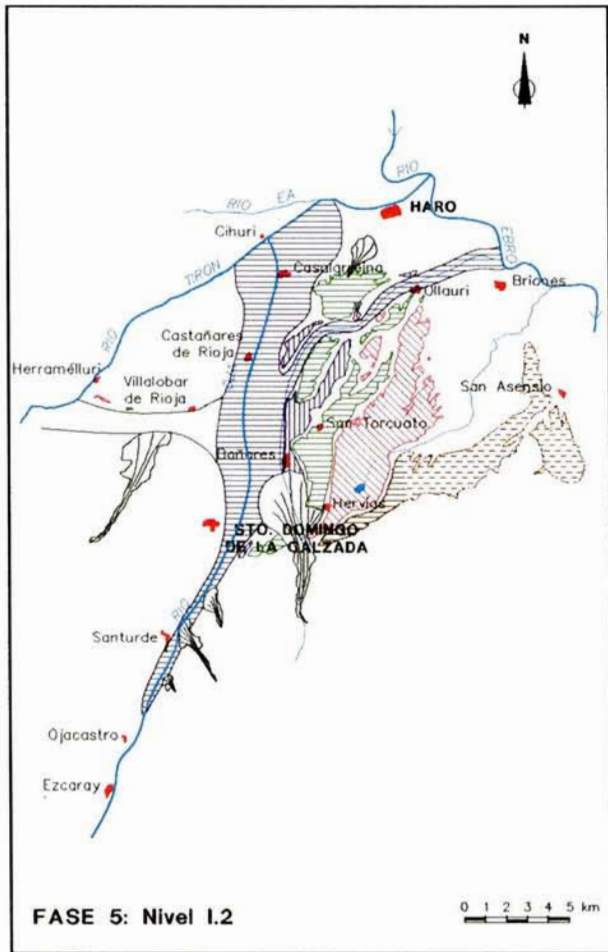 N
RIO
RIO EA
HARO
Cihuri
EBRO
TIRON
Casalarreina
Ollauri
Briones
Castañares
de Rioja
RIO
Herramélluri
Villalobar
de Rioja
San Asensio
San Torcuato
Bañares
Hervías
STO. DOMINGO
DE LA CALZADA
RIO
Santurde
Ojacastro
Ezcaray
FASE 5: Nivel I.2
0 1 2 3 4 5 km